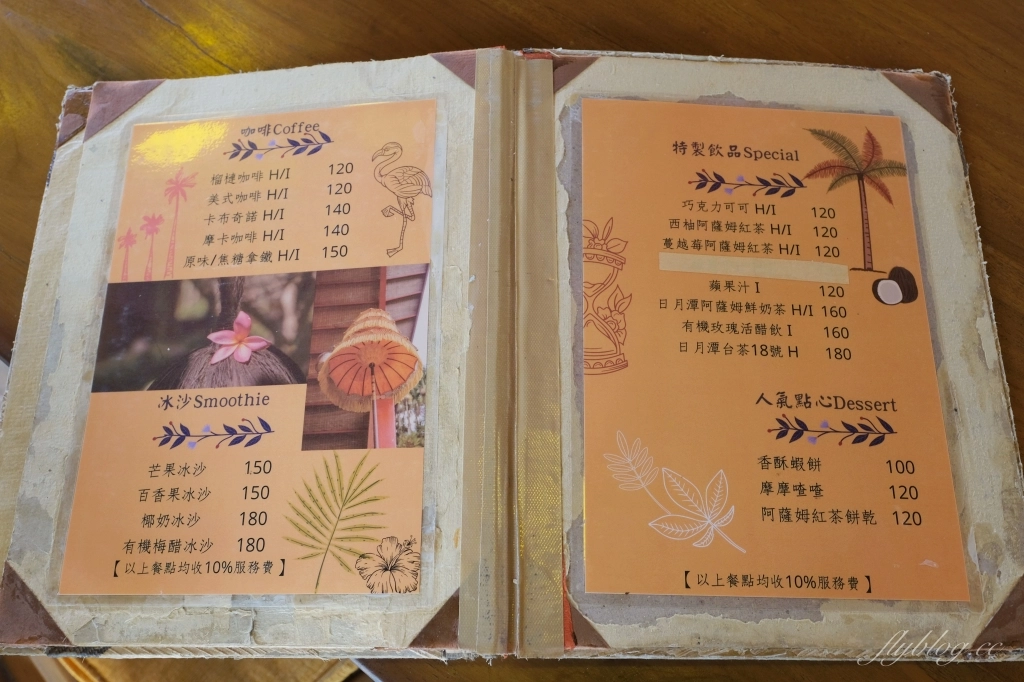 咖啡Coffee
榴槤咖啡 H/I 120
美式咖啡 H/I 120
卡布奇諾 H/I 140
摩卡咖啡 H/I 140
原味/焦糖拿鐵 H/I 150
冰沙Smoothie
芒果冰沙 150
百香果冰沙 150
椰奶冰沙 180
有機梅醋冰沙 180
【以上餐點均收10%服務費】
特製飲品Special
巧克力可可 H/I 120
西柚阿薩姆紅茶 H/I 120
蔓越莓阿薩姆紅茶 H/I 120
蘋果汁 I 120
日月潭阿薩姆鮮奶茶 H/I 160
有機玫瑰活醋飲 I 160
日月潭台茶18號 H 180
人氣點心Dessert
香酥蝦餅 100
摩摩喳喳 120
阿薩姆紅茶餅乾 120
【以上餐點均收10%服務費】
flyblog.cc